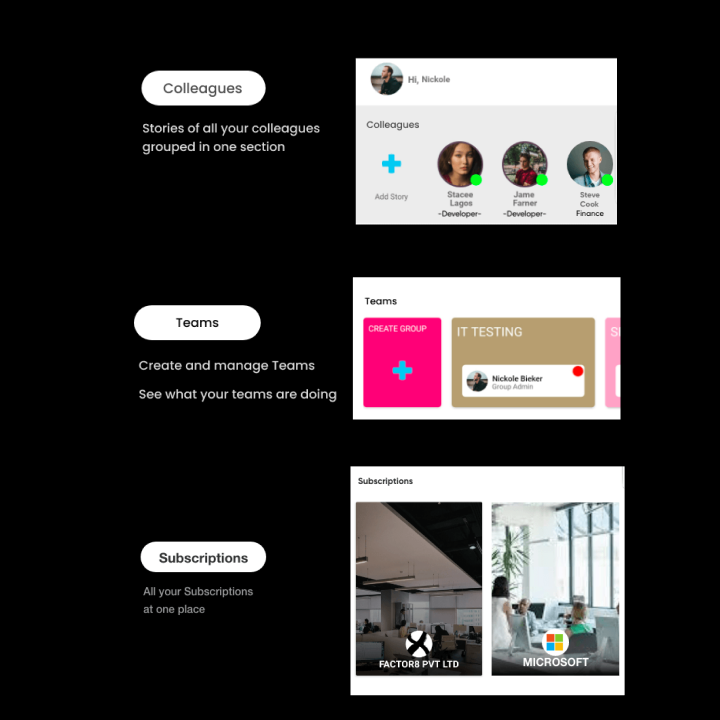 Colleagues
Stories of all your colleagues
grouped in one section
Hi, Nickole
Colleagues
Add Story
Stacee
Lagos
-Developer-
Jame
Farner
-Developer-
Steve
Cook
Finance
Teams
Create and manage Teams
See what your teams are doing
Teams
CREATE GROUP
IT TESTING
Nickole Bieker
Group Admin
Subscriptions
All your Subscriptions
at one place
Subscriptions
FACTOR8 PVT LTD
MICROSOFT